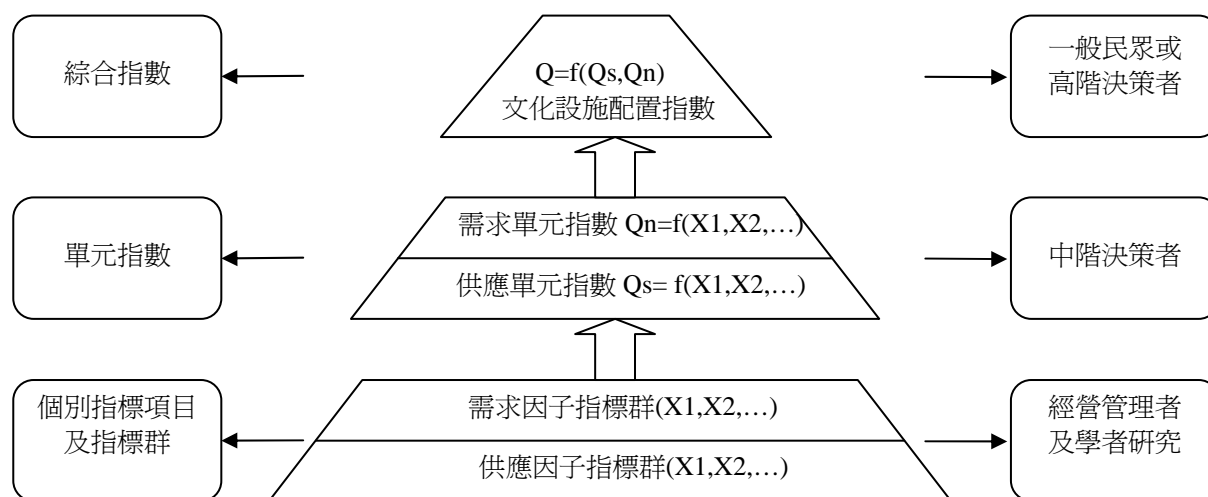 綜合指數
Q=f(Qs,Qn)
文化設施配置指數
一般民眾或
高階決策者
單元指數
需求單元指數 Qn=f(X1,X2,…)
供應單元指數 Qs= f(X1,X2,…)
中階決策者
個別指標項目
及指標群
需求因子指標群(X1,X2,…)
供應因子指標群(X1,X2,…)
經營管理者
及學者研究